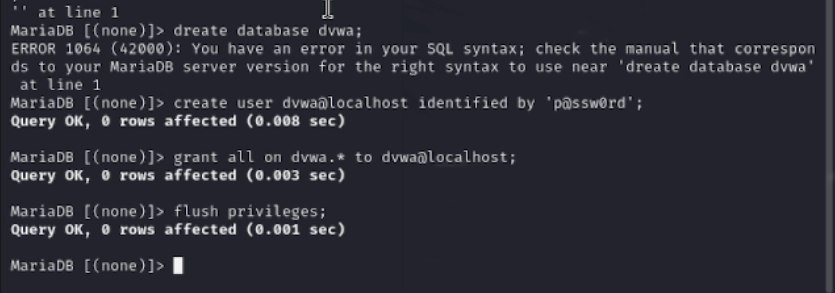 '' at line 1
MariaDB [(none)]> dreate database dvwa;
ERROR 1064 (42000): You have an error in your SQL syntax; check the manual that correspon
ds to your MariaDB server version for the right syntax to use near 'dreate database dvwa'
 at line 1
MariaDB [(none)]> create user dvwa@localhost identified by 'p@ssw0rd';
Query OK, 0 rows affected (0.008 sec)

MariaDB [(none)]> grant all on dvwa.* to dvwa@localhost;
Query OK, 0 rows affected (0.003 sec)

MariaDB [(none)]> flush privileges;
Query OK, 0 rows affected (0.001 sec)

MariaDB [(none)]>